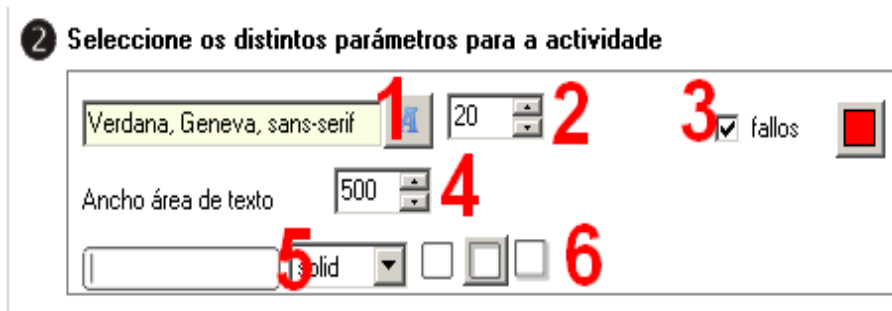 2 Seleccione os distintos parámetros para a actividade
Verdana, Geneva, sans-serif 1 A 20 2 3 fallos
Ancho área de texto 500 4
5 solid 6